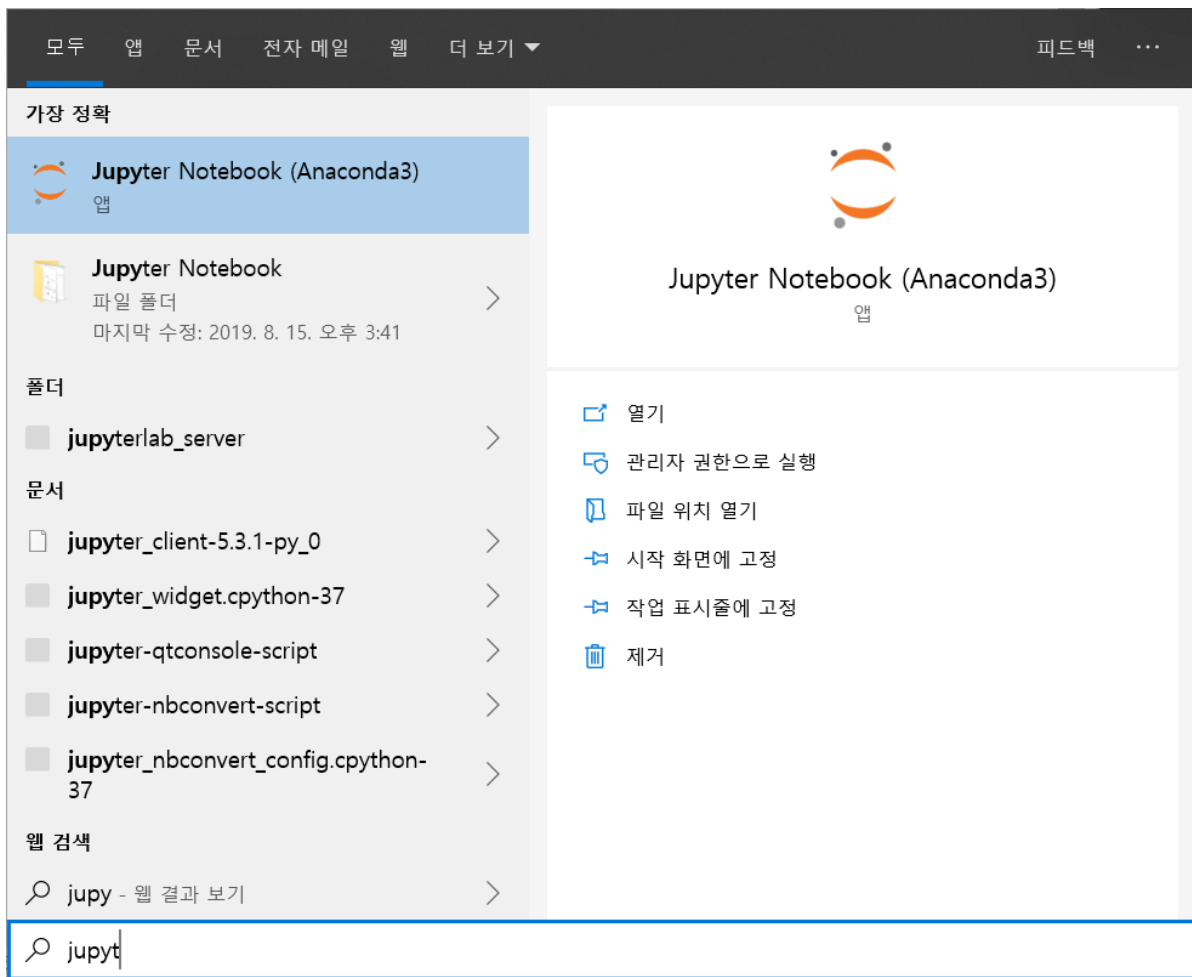 모두 앱 문서 전자 메일 웹 더 보기 피드백 ···
가장 정확
Jupyter Notebook (Anaconda3)
앱
Jupyter Notebook
파일 폴더
마지막 수정: 2019. 8. 15. 오후 3:41
폴더
jupyterlab_server
문서
jupyter_client-5.3.1-py_0
jupyter_widget.cpython-37
jupyter-qtconsole-script
jupyter-nbconvert-script
jupyter_nbconvert_config.cpython-
37
웹 검색
jupy - 웹 결과 보기
jupyt
Jupyter Notebook (Anaconda3)
앱
열기
관리자 권한으로 실행
파일 위치 열기
시작 화면에 고정
작업 표시줄에 고정
제거